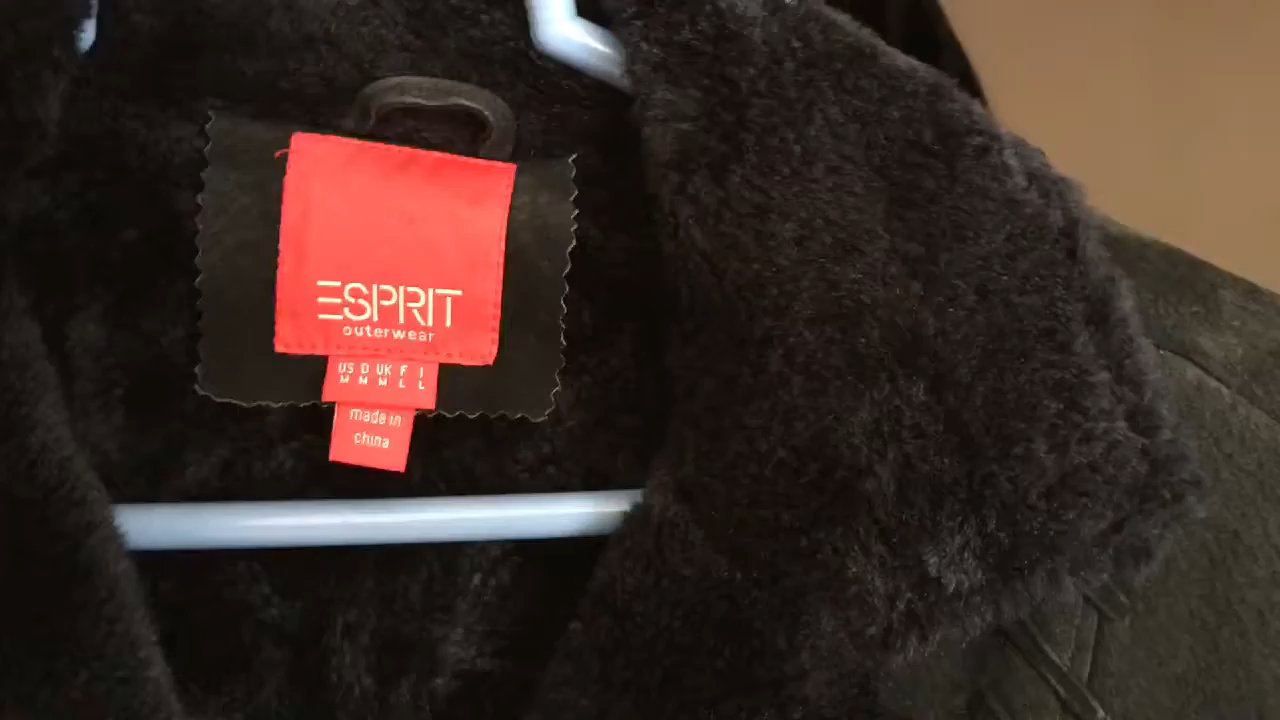 ESPRIT
outerwear
US D UK F I
M M M L L
made in
china